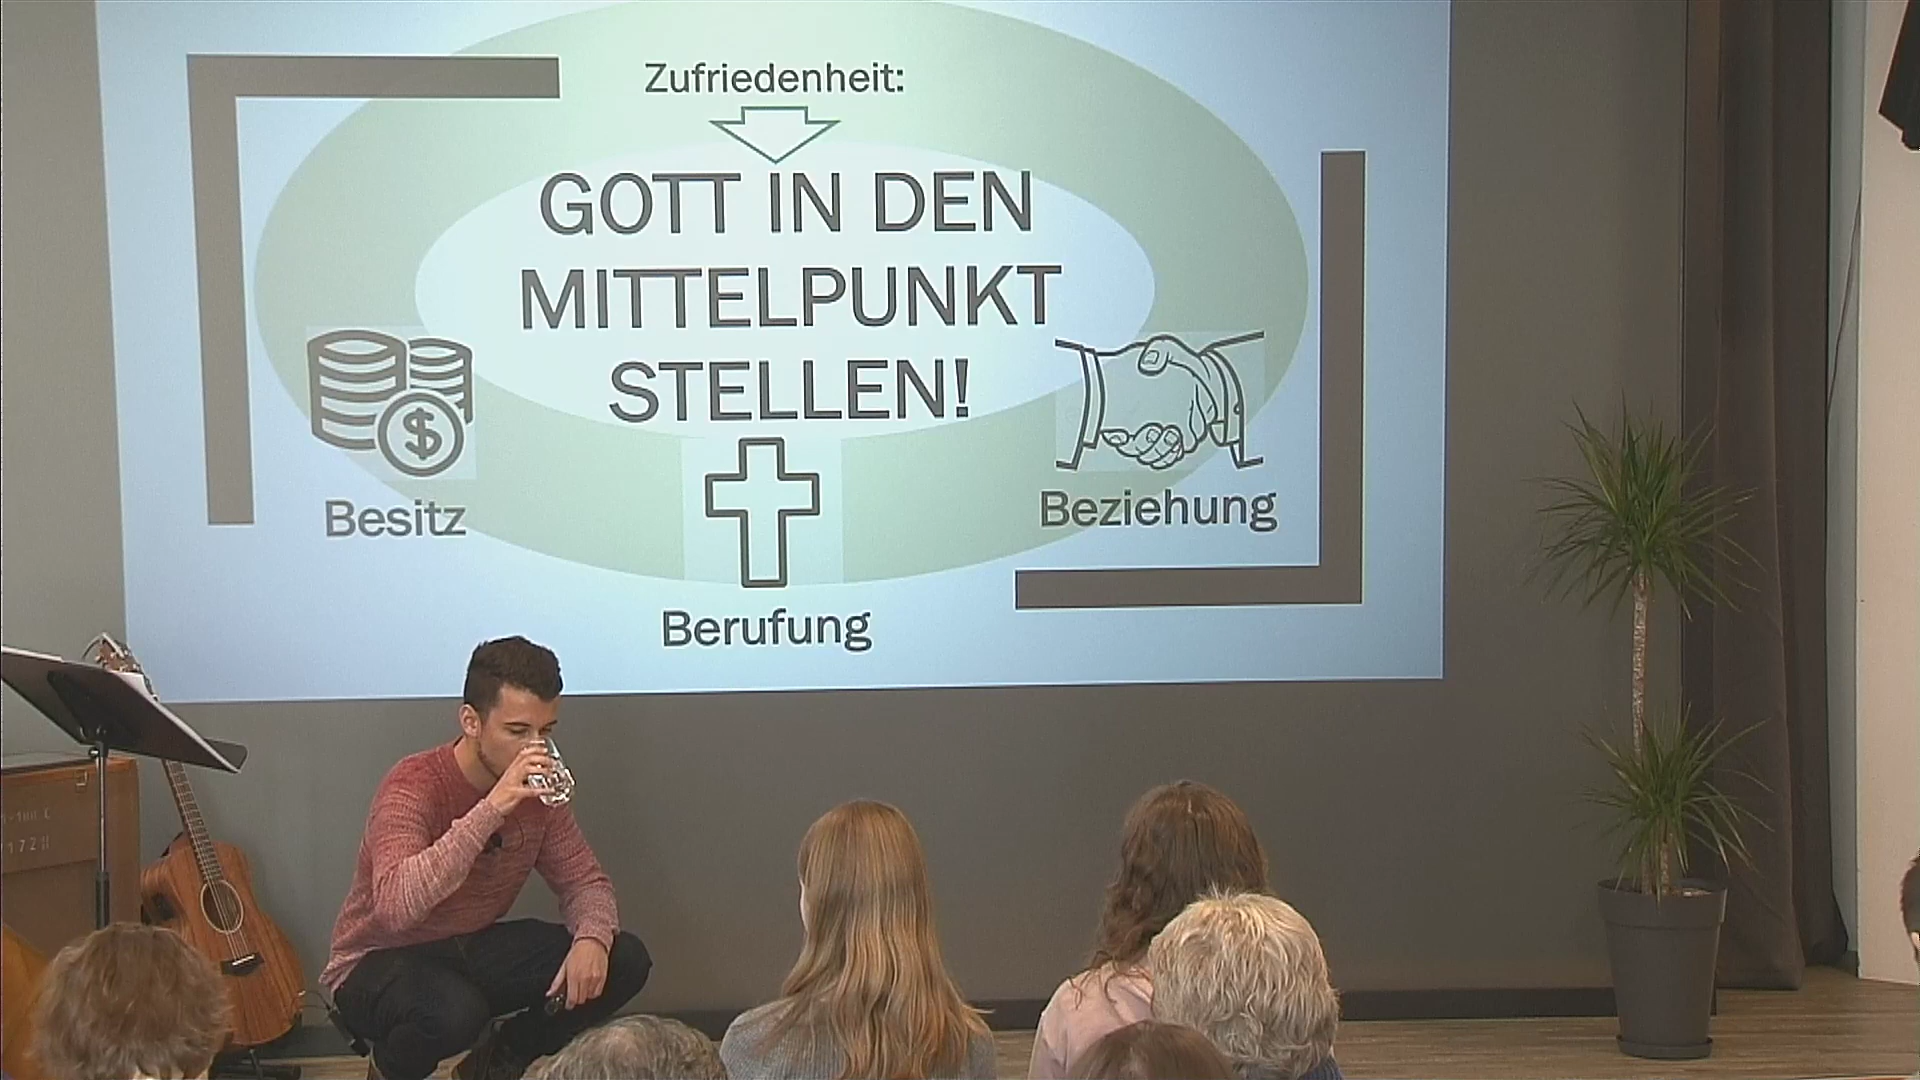 Zufriedenheit:
GOTT IN DEN
MITTELPUNKT
STELLEN!
$
Besitz
Beziehung
Berufung